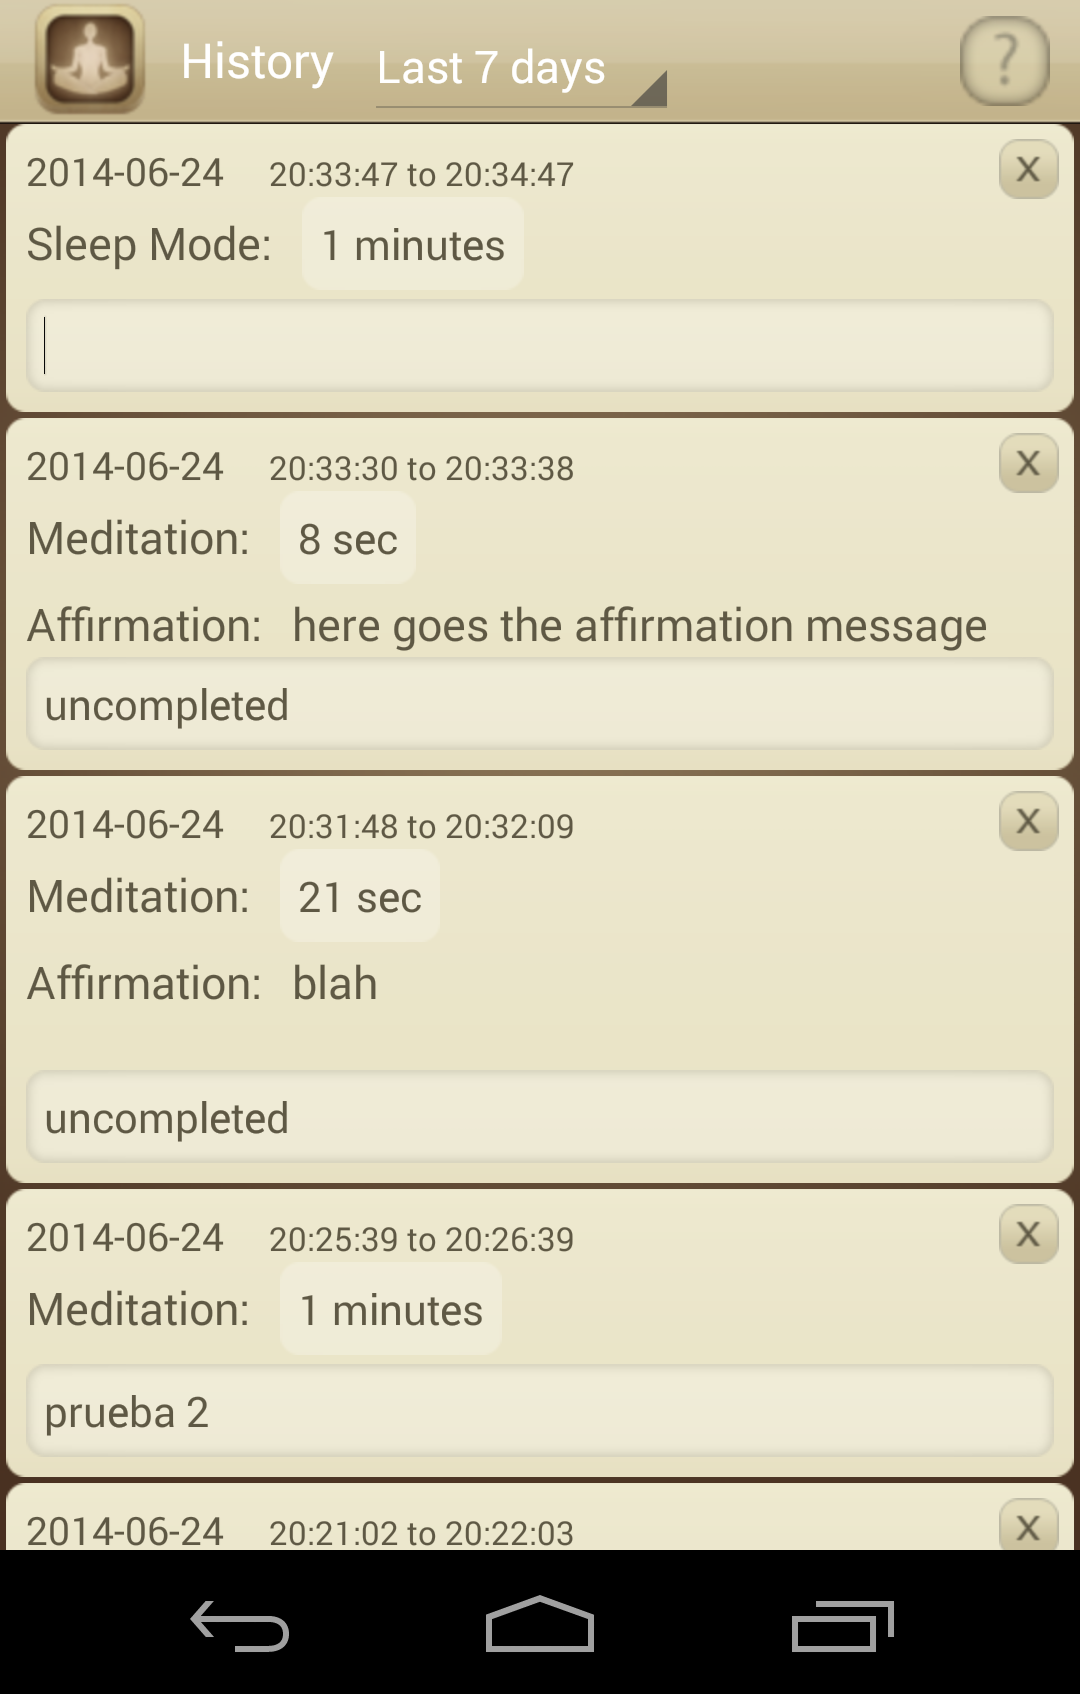 History Last 7 days ?
2014-06-24 20:33:47 to 20:34:47 X
Sleep Mode: 1 minutes
2014-06-24 20:33:30 to 20:33:38 X
Meditation: 8 sec
Affirmation: here goes the affirmation message
uncompleted
2014-06-24 20:31:48 to 20:32:09 X
Meditation: 21 sec
Affirmation: blah
uncompleted
2014-06-24 20:25:39 to 20:26:39 X
Meditation: 1 minutes
prueba 2
2014-06-24 20:21:02 to 20:22:03 X